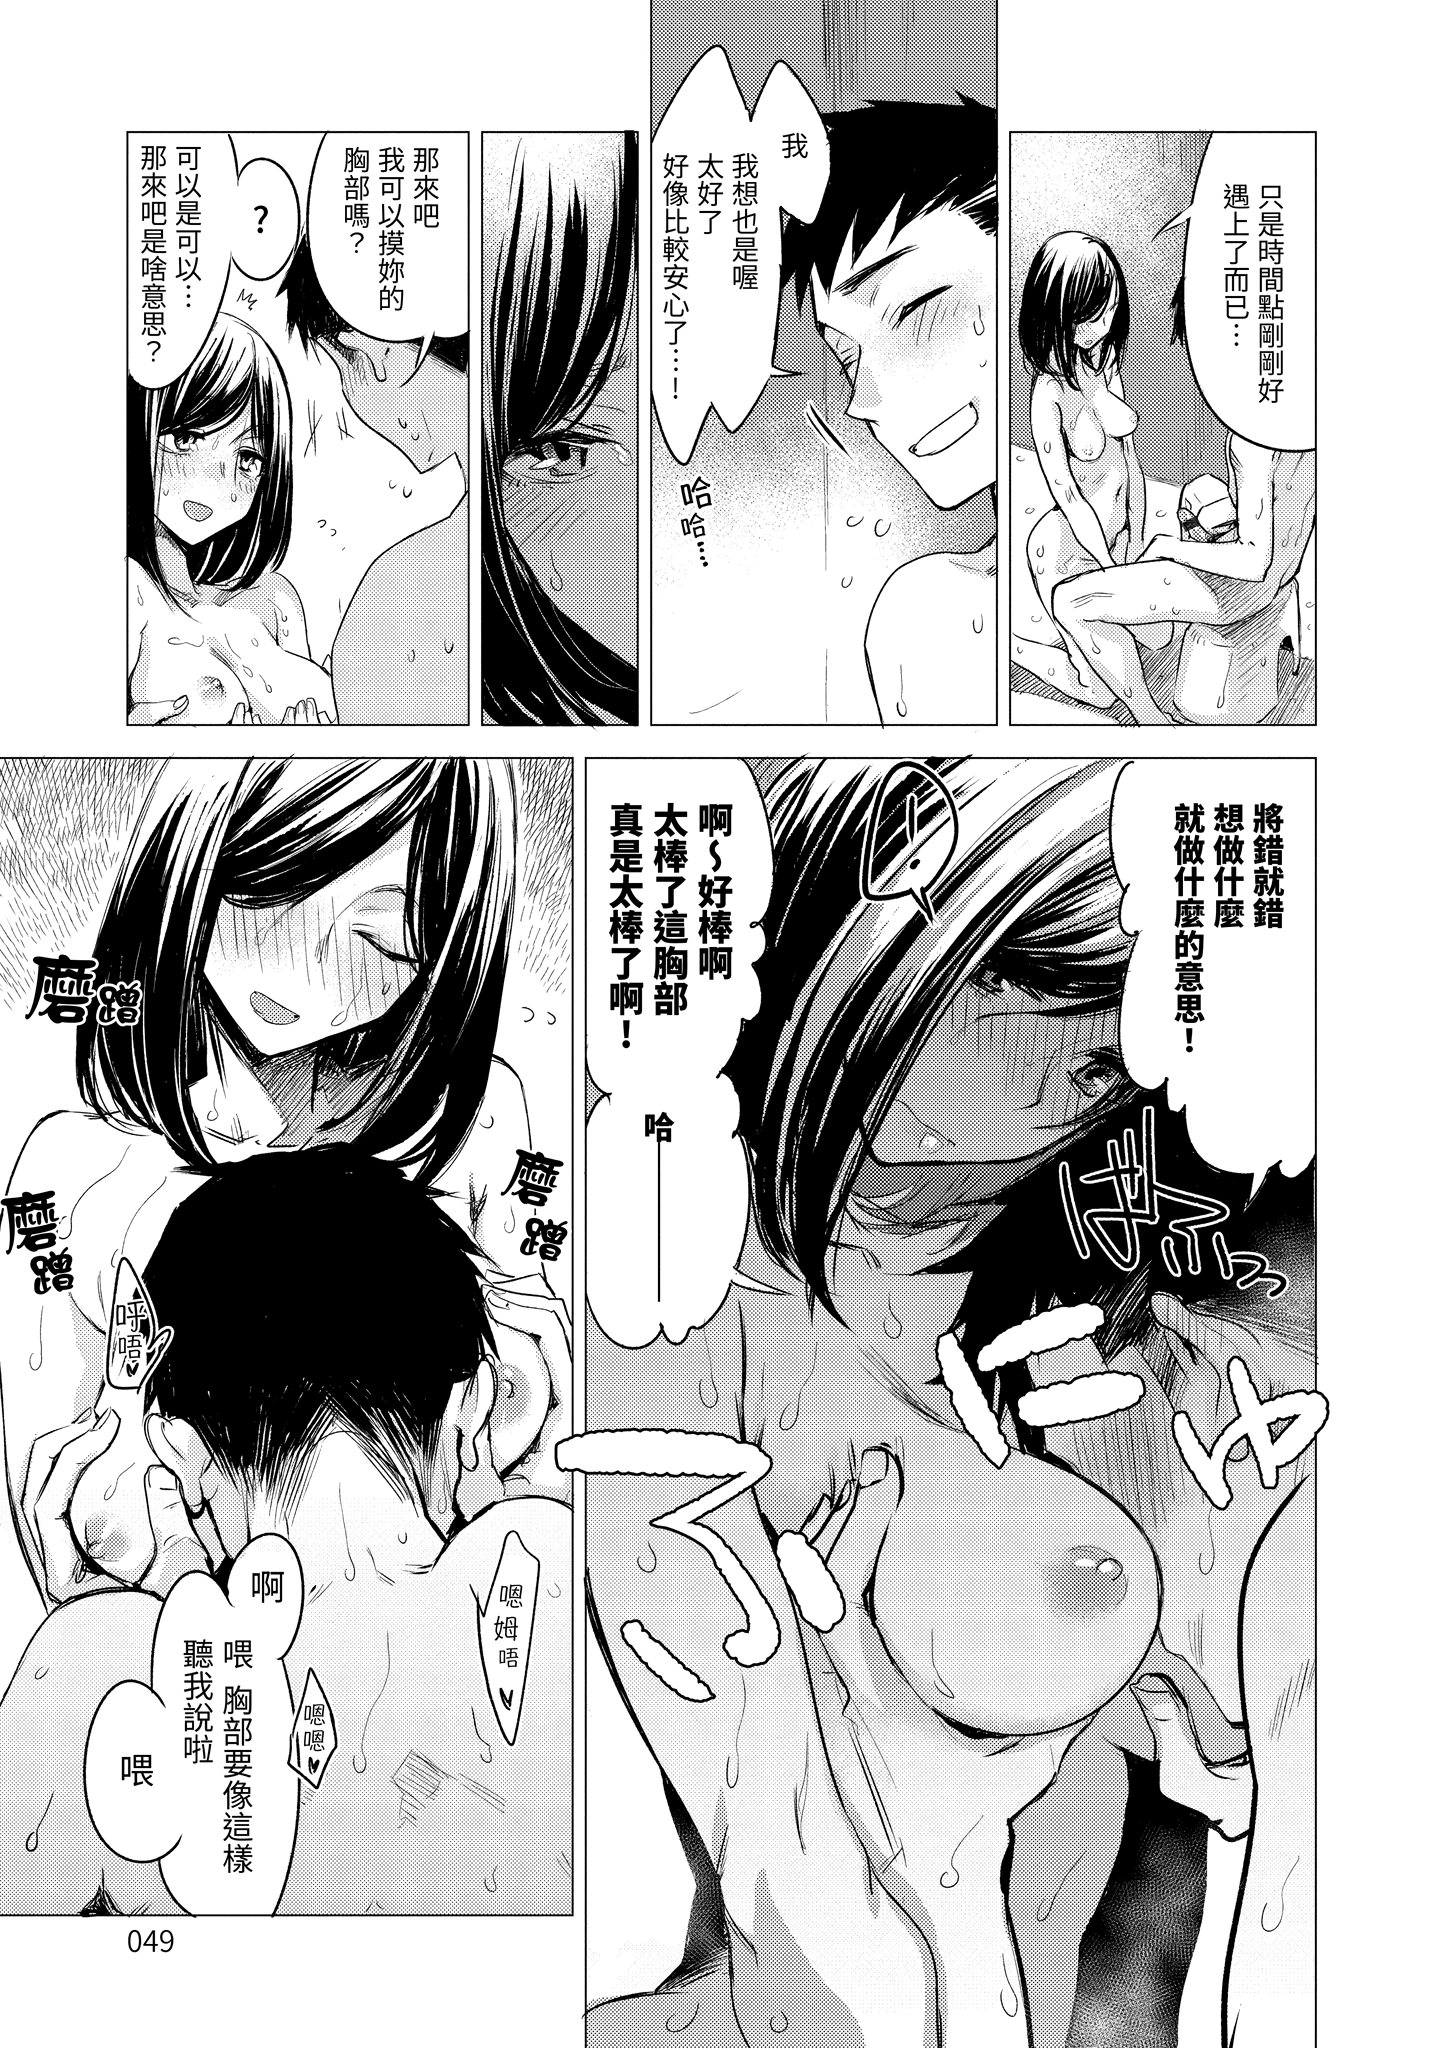 只是時間點剛剛好
遇上了而已…
我
我想也是喔
太好了
好像比較安心了……!
哈
哈…
那來吧
我可以摸妳的
胸部嗎?
?
可以是可以…
那來吧是啥意思?
將錯就錯
想做什麼
就做什麼的意思!
ばふっ
啊～好棒啊
太棒了這胸部
真是太棒了啊!
哈——
磨蹭
磨蹭
磨蹭
呼唔♥
嗯姆唔♥
嗯嗯♥
啊
喂 胸部要像這樣
聽我說啦
喂
049